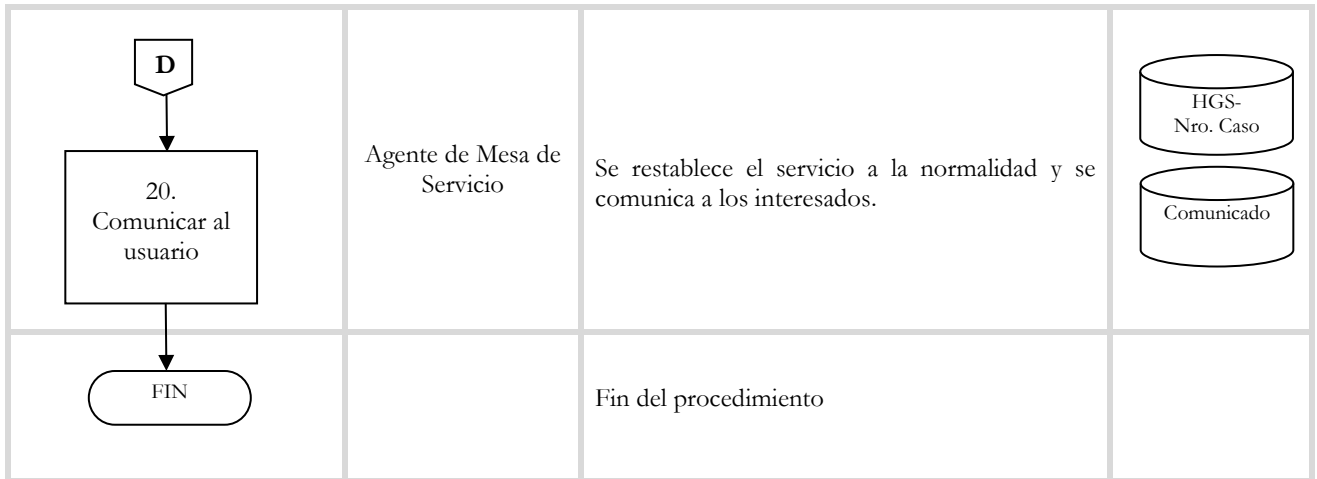 D
20.
Comunicar al
usuario
Agente de Mesa de
Servicio
Se restablece el servicio a la normalidad y se
comunica a los interesados.
HGS-
Nro. Caso
Comunicado
FIN
Fin del procedimiento